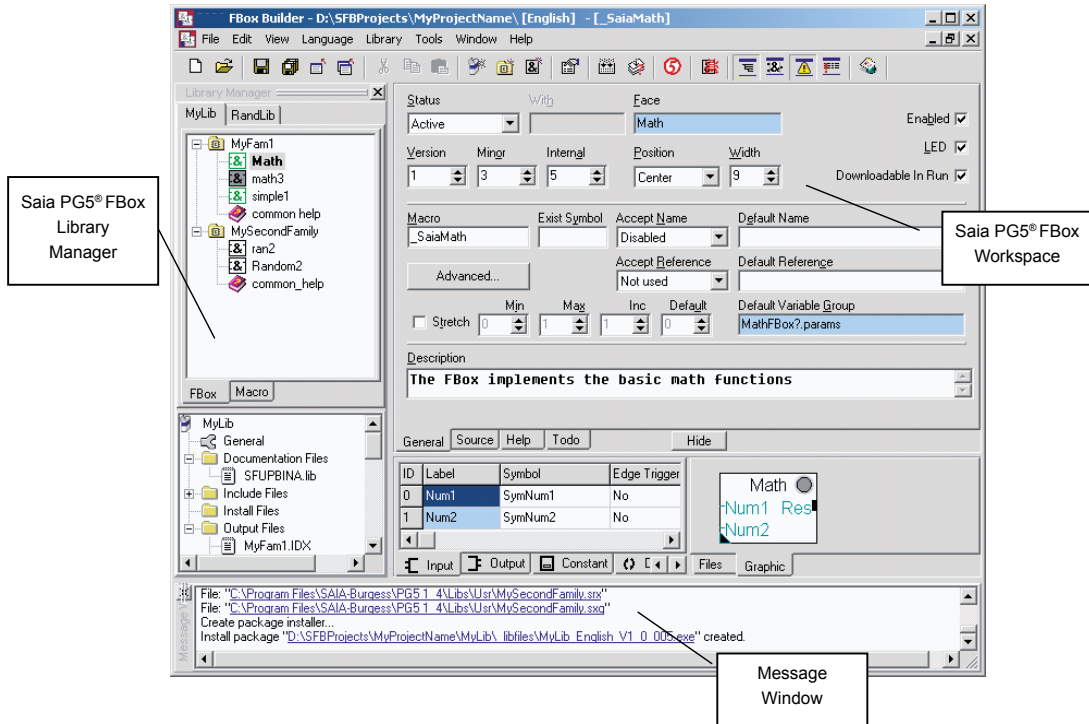 FBox Builder - D:\SFBProjects\MyProjectName\ [English] - [_SaiaMath]
File Edit View Language Library Tools Window Help
Library Manager
MyLib RandLib
MyFam1
Math
math3
simple1
common help
MySecondFamily
ran2
Random2
common_help
FBox Macro
MyLib
General
Documentation Files
SFUPBINA.lib
Include Files
Install Files
Output Files
MyFam1.IDX
Status With Face
Active Math Enabled
LED
Version Minor Internal Position Width
1 3 5 Center 9 Downloadable In Run
Macro Exist Symbol Accept Name Default Name
_SaiaMath Disabled
Accept Reference Default Reference
Advanced... Not used
Min Max Inc Default Default Variable Group
Stretch 0 1 1 0 MathFBox?.params
Description
The FBox implements the basic math functions
General Source Help Todo Hide
ID Label Symbol Edge Trigger
0 Num1 SymNum1 No
1 Num2 SymNum2 No
Input Output Constant
Math
Num1 Res
Num2
Files Graphic
Message V
File: "C:\Program Files\SAIA-Burgess\PG5 1_4\Libs\Usr\MySecondFamily.srx"
File: "C:\Program Files\SAIA-Burgess\PG5 1_4\Libs\Usr\MySecondFamily.sxg"
Create package installer...
Install package "D:\SFBProjects\MyProjectName\MyLib\_libfiles\MyLib_English_V1_0_005.exe" created.
Saia PG5® FBox
Library
Manager
Saia PG5® FBox
Workspace
Message
Window